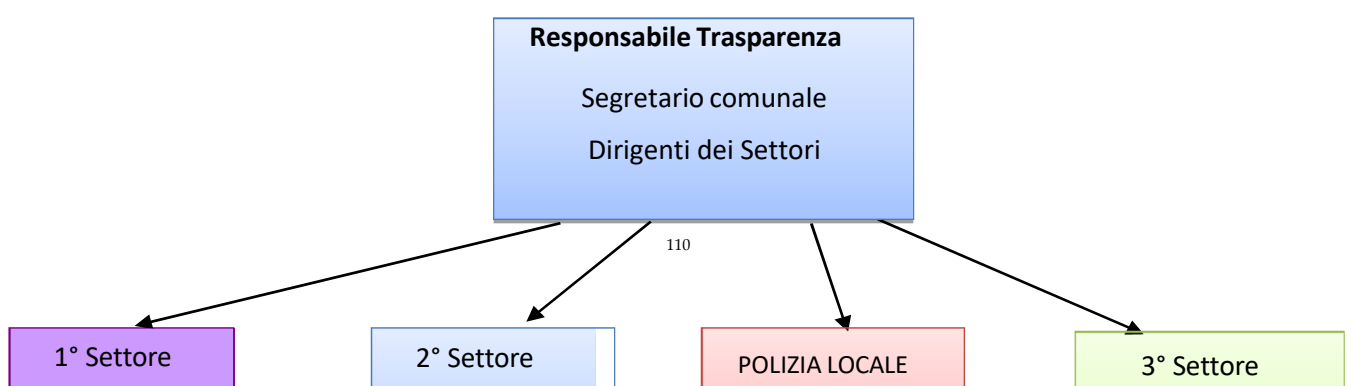 Responsabile Trasparenza
Segretario comunale
Dirigenti dei Settori
110
1° Settore
2° Settore
POLIZIA LOCALE
3° Settore